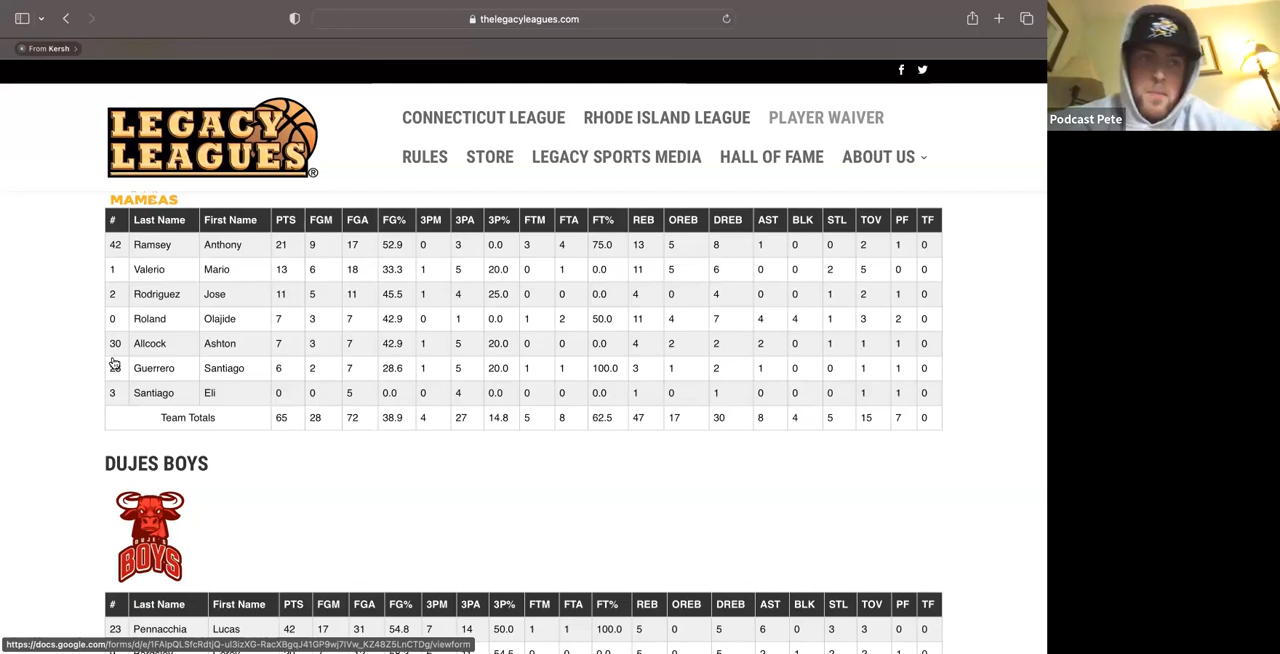 thelegacyleagues.com
From Kersh
LEGACY
LEAGUES
®
CONNECTICUT LEAGUE RHODE ISLAND LEAGUE PLAYER WAIVER
RULES STORE LEGACY SPORTS MEDIA HALL OF FAME ABOUT US
Podcast Pete
MAMBAS
# Last Name First Name PTS FGM FGA FG% 3PM 3PA 3P% FTM FTA FT% REB OREB DREB AST BLK STL TOV PF TF
42 Ramsey Anthony 21 9 17 52.9 0 3 0.0 3 4 75.0 13 5 8 1 0 0 2 1 0
1 Valerio Mario 13 6 18 33.3 1 5 20.0 0 1 0.0 11 5 6 0 0 2 5 0 0
2 Rodriguez Jose 11 5 11 45.5 1 4 25.0 0 0 0.0 4 0 4 0 0 1 2 1 0
0 Roland Olajide 7 3 7 42.9 0 1 0.0 1 2 50.0 11 4 7 4 4 1 3 2 0
30 Allcock Ashton 7 3 7 42.9 1 5 20.0 0 0 0.0 4 2 2 2 0 1 1 1 0
Guerrero Santiago 6 2 7 28.6 1 5 20.0 1 1 100.0 3 1 2 1 0 0 1 1 0
3 Santiago Eli 0 0 5 0.0 0 4 0.0 0 0 0.0 1 0 1 0 0 0 1 1 0
Team Totals 65 28 72 38.9 4 27 14.8 5 8 62.5 47 17 30 8 4 5 15 7 0
DUJES BOYS
DUJES
BOYS
# Last Name First Name PTS FGM FGA FG% 3PM 3PA 3P% FTM FTA FT% REB OREB DREB AST BLK STL TOV PF TF
23 Pennacchia Lucas 42 17 31 54.8 7 14 50.0 1 1 100.0 5 0 5 6 0 3 3 0 0
https://docs.google.com/forms/d/e/1FAIpQLSfcRdtjQ-ul3izXG-RacXBgqJ41GP9wj7IVw_KZ48Z5LnCTDg/viewform